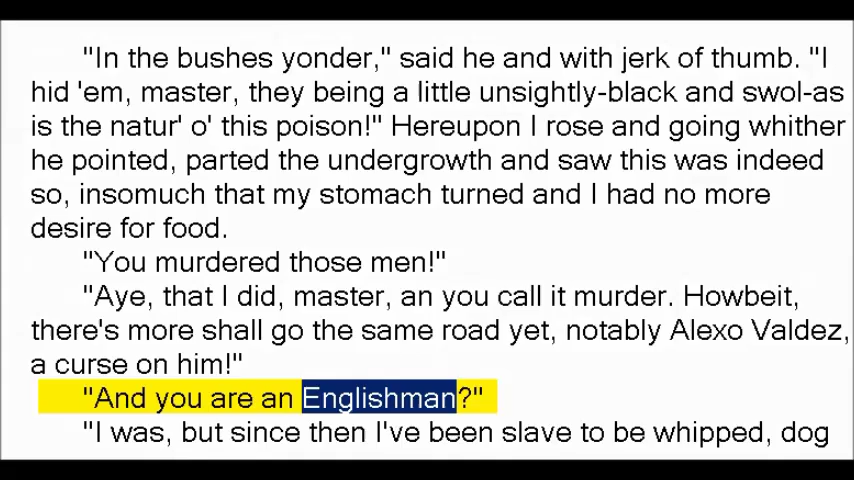 "In the bushes yonder," said he and with jerk of thumb. "I
hid 'em, master, they being a little unsightly-black and swol-as
is the natur' o' this poison!" Hereupon I rose and going whither
he pointed, parted the undergrowth and saw this was indeed
so, insomuch that my stomach turned and I had no more
desire for food.
"You murdered those men!"
"Aye, that I did, master, an you call it murder. Howbeit,
there's more shall go the same road yet, notably Alexo Valdez,
a curse on him!"
"And you are an Englishman?"
"I was, but since then I've been slave to be whipped, dog